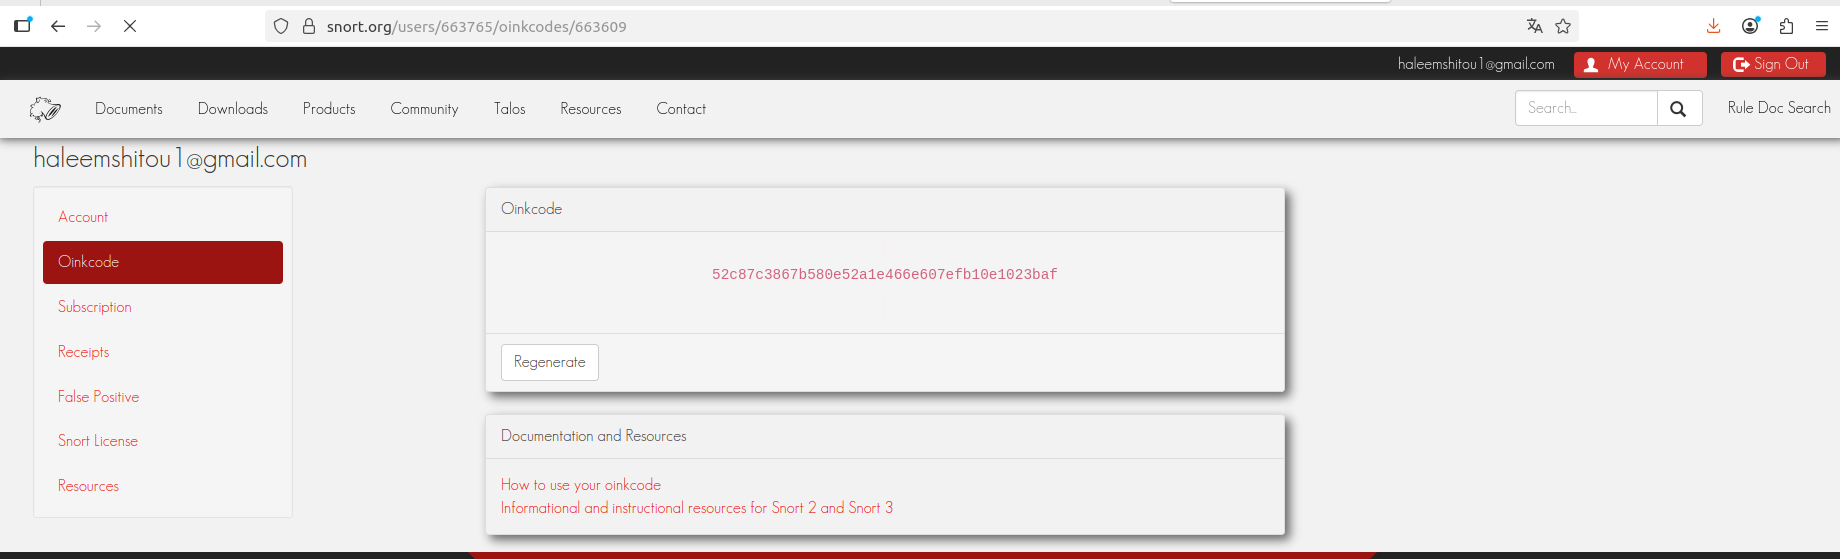 snort.org/users/663765/oinkcodes/663609
haleemshitou1@gmail.com My Account Sign Out
Documents Downloads Products Community Talos Resources Contact Search... Rule Doc Search
haleemshitou1@gmail.com
Account
Oinkcode
Subscription
Receipts
False Positive
Snort License
Resources
Oinkcode
52c87c3867b580e52a1e466e607efb10e1023baf
Regenerate
Documentation and Resources
How to use your oinkcode
Informational and instructional resources for Snort 2 and Snort 3